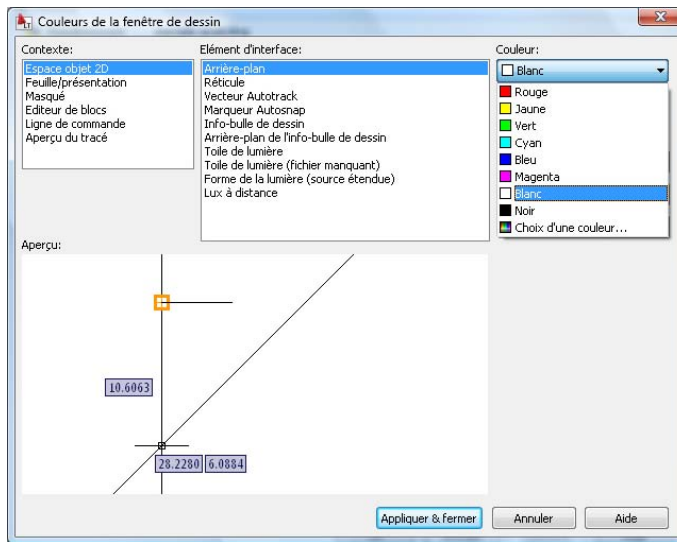 LT
Couleurs de la fenêtre de dessin
Contexte:
Espace objet 2D
Feuille/présentation
Masqué
Editeur de blocs
Ligne de commande
Aperçu du tracé
Elément d'interface:
Arrière-plan
Réticule
Vecteur Autotrack
Marqueur Autosnap
Info-bulle de dessin
Arrière-plan de l'info-bulle de dessin
Toile de lumière
Toile de lumière (fichier manquant)
Forme de la lumière (source étendue)
Lux à distance
Couleur:
Blanc
Rouge
Jaune
Vert
Cyan
Bleu
Magenta
Blanc
Noir
Choix d'une couleur...
Aperçu:
10.6063
28.2280 6.0884
Appliquer & fermer
Annuler
Aide